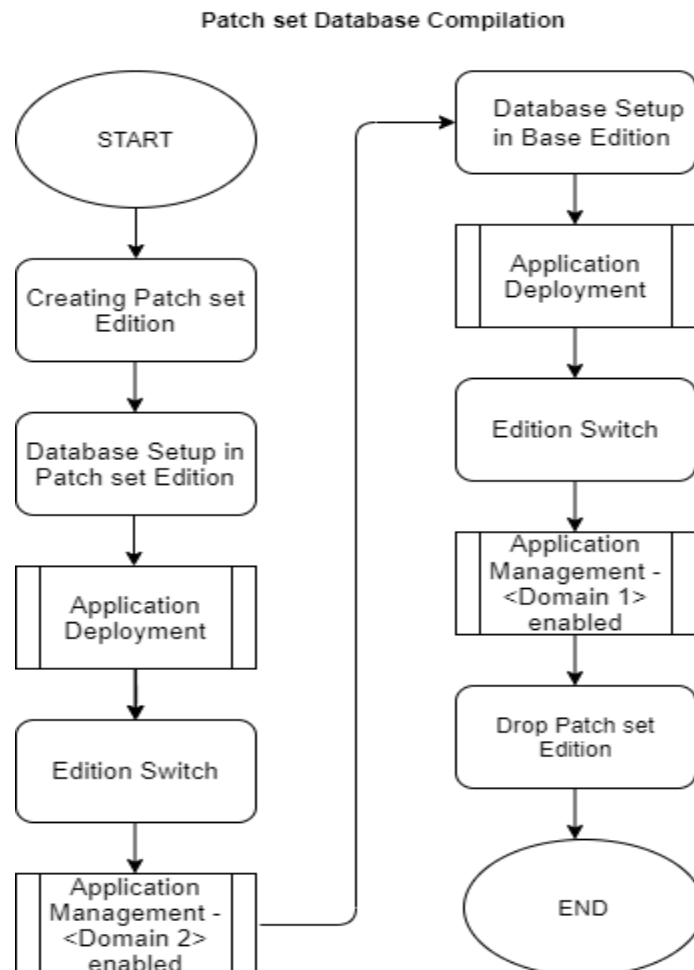 Patch set Database Compilation
START
Creating Patch set
Edition
Database Setup in
Patch set Edition
Application
Deployment
Edition Switch
Application
Management -
<Domain 2>
enabled
Database Setup
in Base Edition
Application
Deployment
Edition Switch
Application
Management -
<Domain 1>
enabled
Drop Patch set
Edition
END